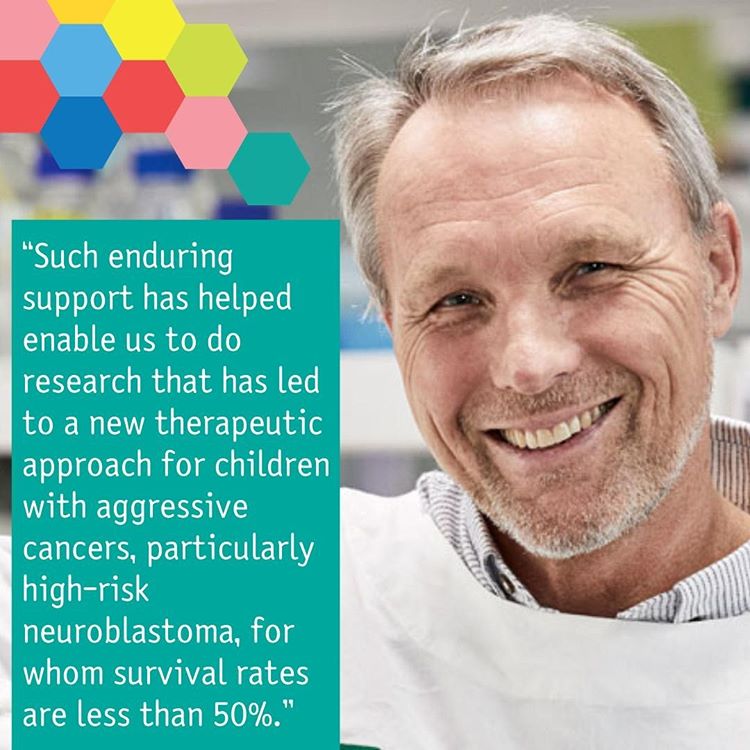 “Such enduring
support has helped
enable us to do
research that has led
to a new therapeutic
approach for children
with aggressive
cancers, particularly
high-risk
neuroblastoma, for
whom survival rates
are less than 50%.”